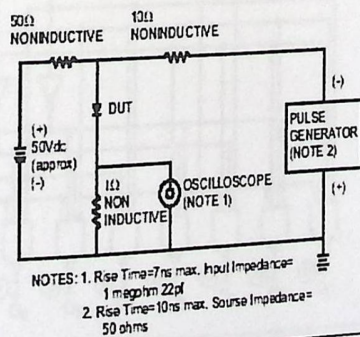 50Ω
NONINDUCTIVE
10Ω
NONINDUCTIVE
DUT
(+)
50Vdc
(approx)
(-)
1Ω
NON
INDUCTIVE
OSCILLOSCOPE
(NOTE 1)
(-)
PULSE
GENERATOR
(NOTE 2)
(+)
NOTES: 1. Rise Time=7ns max. Input Impedance=
1 megohm 22pf
2. Rise Time=10ns max. Sourse Impedance=
50 ohms